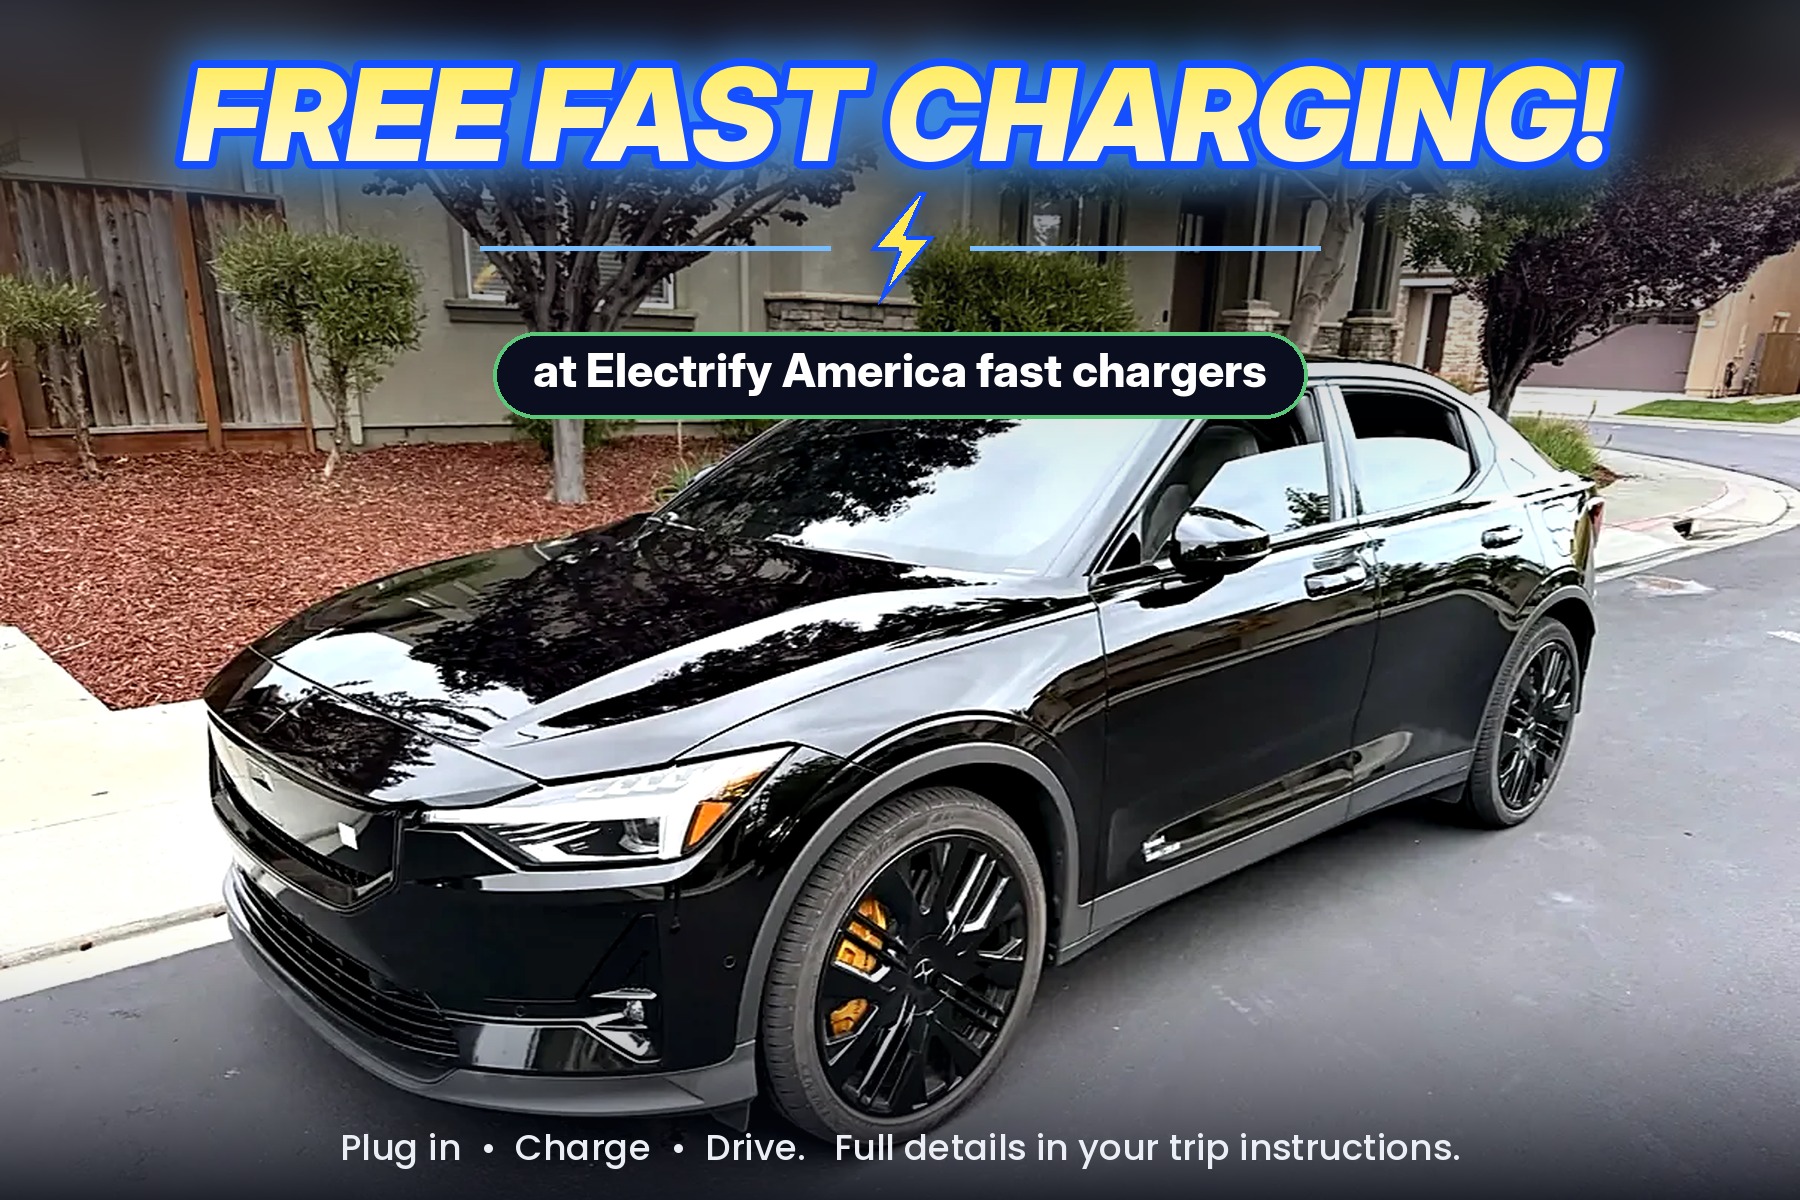 FREE FAST CHARGING!
at Electrify America fast chargers
Plug in • Charge • Drive. Full details in your trip instructions.